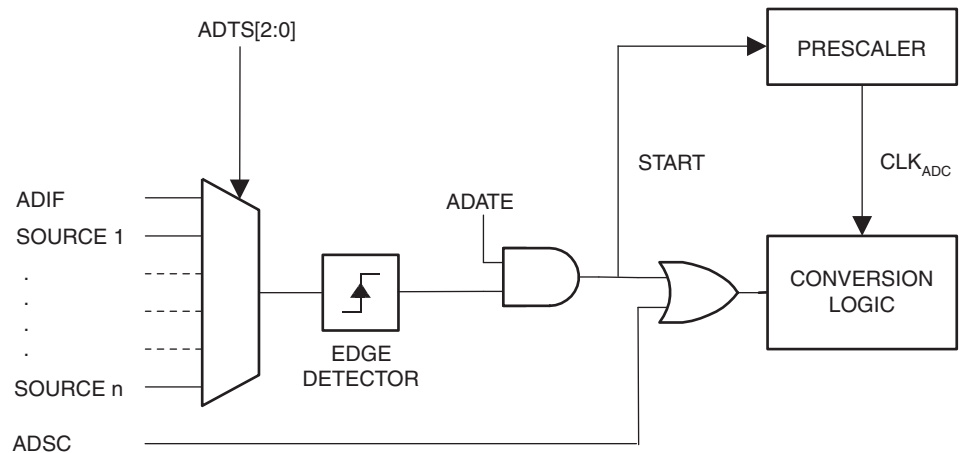 ADTS[2:0]
PRESCALER
START
CLKADC
ADIF
ADATE
SOURCE 1
.
.
.
.
CONVERSION
LOGIC
EDGE
DETECTOR
SOURCE n
ADSC